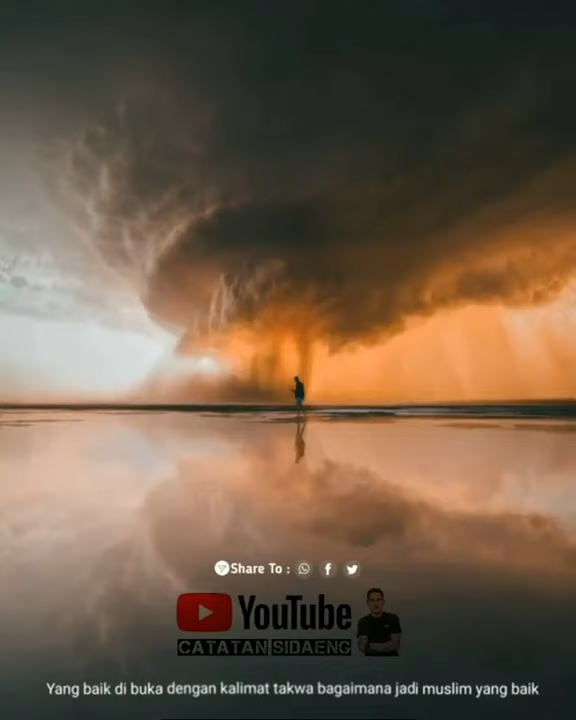 Share To :
YouTube
CATATAN SIDAENG
Yang baik di buka dengan kalimat takwa bagaimana jadi muslim yang baik